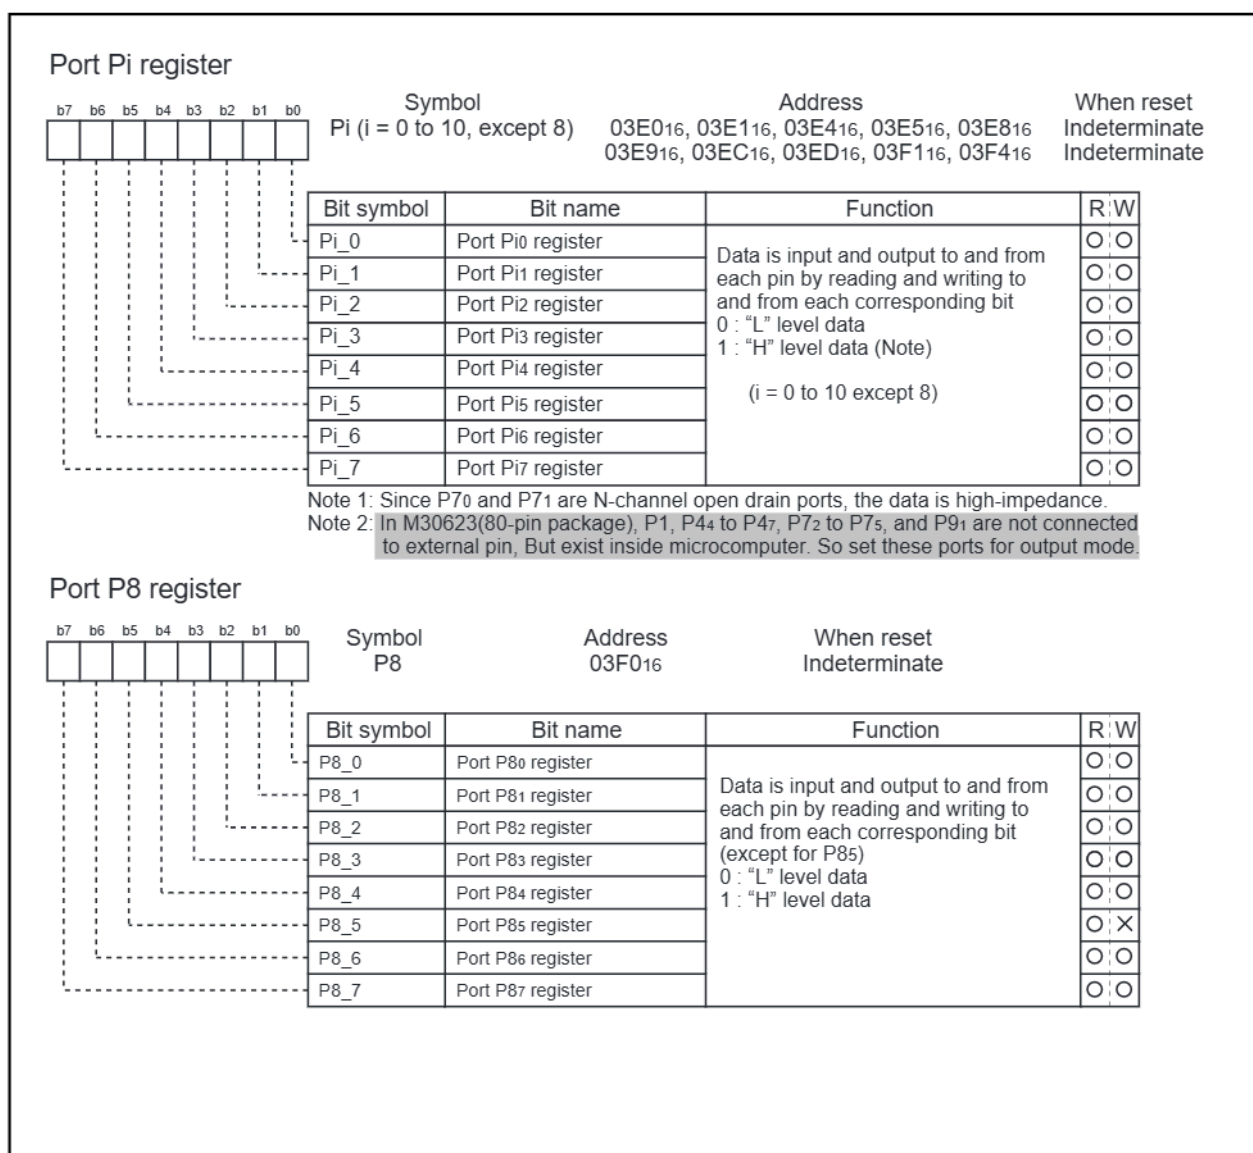 Port Pi register
b7 b6 b5 b4 b3 b2 b1 b0
Symbol Address When reset
Pi (i = 0 to 10, except 8) 03E016, 03E116, 03E416, 03E516, 03E816 Indeterminate
03E916, 03EC16, 03ED16, 03F116, 03F416 Indeterminate
Bit symbol Bit name Function R W
Pi_0 Port Pi0 register
Pi_1 Port Pi1 register
Pi_2 Port Pi2 register
Pi_3 Port Pi3 register
Pi_4 Port Pi4 register
Pi_5 Port Pi5 register
Pi_6 Port Pi6 register
Pi_7 Port Pi7 register
Data is input and output to and from
each pin by reading and writing to
and from each corresponding bit
0 : “L” level data
1 : “H” level data (Note)
(i = 0 to 10 except 8)
Note 1: Since P70 and P71 are N-channel open drain ports, the data is high-impedance.
Note 2: In M30623(80-pin package), P1, P44 to P47, P72 to P75, and P91 are not connected
to external pin, But exist inside microcomputer. So set these ports for output mode.
Port P8 register
b7 b6 b5 b4 b3 b2 b1 b0
Symbol Address When reset
P8 03F016 Indeterminate
Bit symbol Bit name Function R W
P8_0 Port P80 register
P8_1 Port P81 register
P8_2 Port P82 register
P8_3 Port P83 register
P8_4 Port P84 register
P8_5 Port P85 register
P8_6 Port P86 register
P8_7 Port P87 register
Data is input and output to and from
each pin by reading and writing to
and from each corresponding bit
(except for P85)
0 : “L” level data
1 : “H” level data